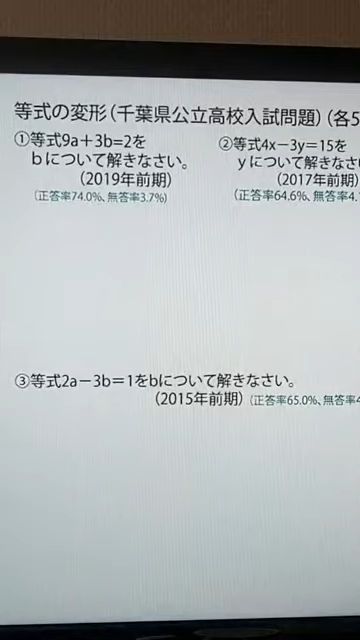 等式の変形(千葉県公立高校入試問題)(各5
①等式9a+3b=2を
bについて解きなさい。
(2019年前期)
(正答率74.0%、無答率3.7%)
②等式4x-3y=15を
yについて解きなさい
(2017年前期)
(正答率64.6%、無答率4.
③等式2a-3b=1をbについて解きなさい。
(2015年前期)(正答率65.0%、無答率4